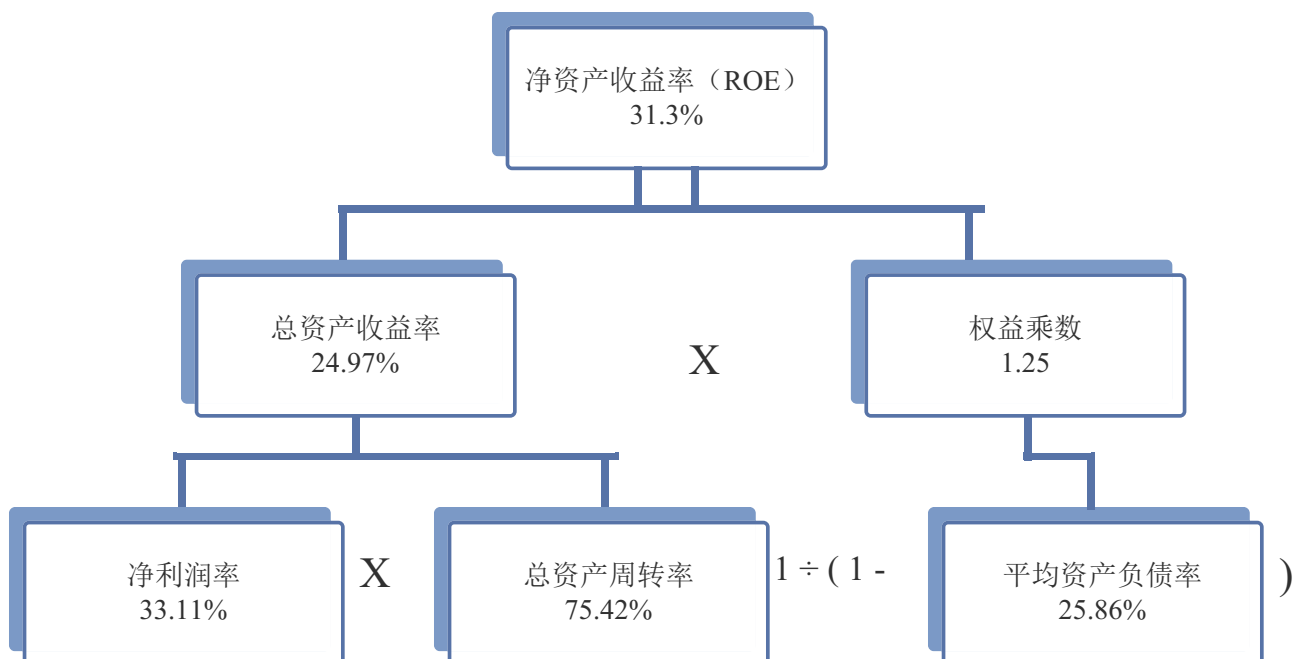 净资产收益率（ROE）
31.3%
总资产收益率
24.97%
X
权益乘数
1.25
净利润率
33.11%
X
总资产周转率
75.42%
1 ÷ ( 1 -
平均资产负债率
25.86%
)